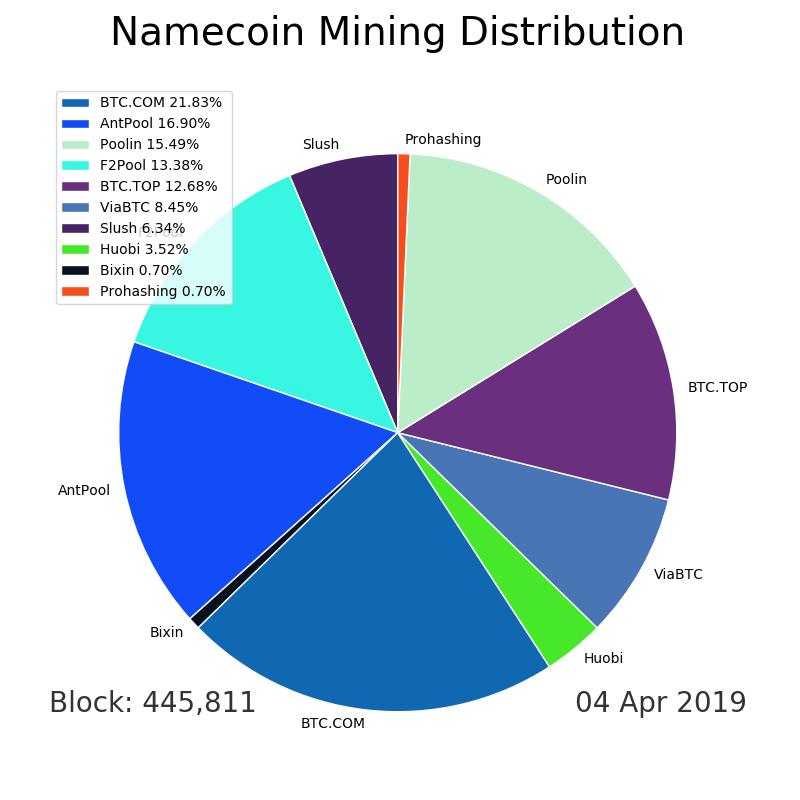 Namecoin Mining Distribution
BTC.COM 21.83%
AntPool 16.90%
Poolin 15.49%
F2Pool 13.38%
BTC.TOP 12.68%
ViaBTC 8.45%
Slush 6.34%
Huobi 3.52%
Bixin 0.70%
Prohashing 0.70%
Slush
Prohashing
Poolin
F2Pool
BTC.TOP
AntPool
ViaBTC
Bixin
Huobi
BTC.COM
Block: 445,811
04 Apr 2019